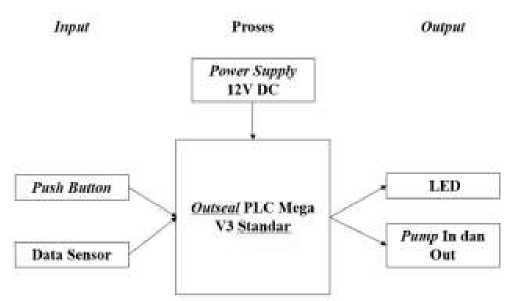 Input
Proses
Output
Power Supply
12V DC
Push Button
Data Sensor
Outseal PLC Mega
V3 Standar
LED
Pump In dan
Out